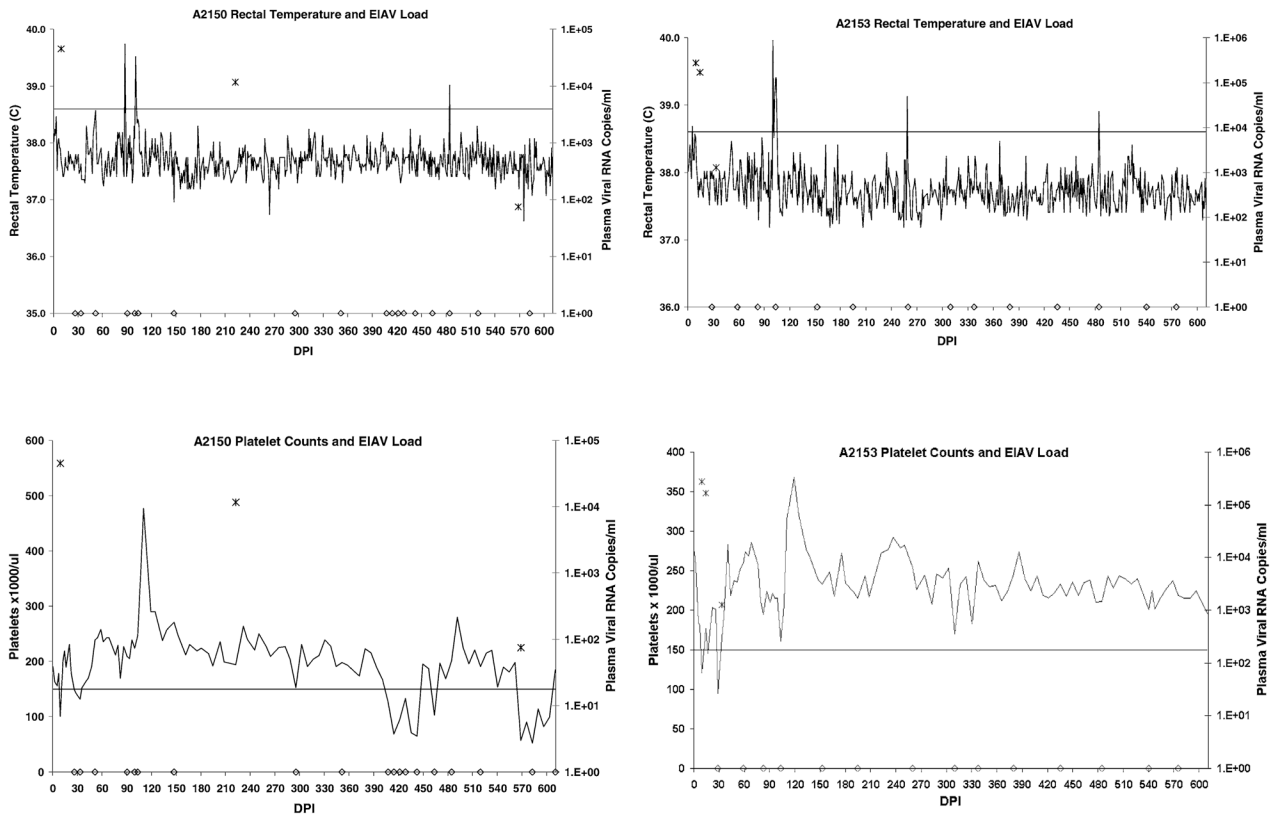 A2150 Rectal Temperature and EIAV Load
40.0
39.0
38.0
37.0
36.0
35.0
Rectal Temperature (C)
1.E+05
1.E+04
1.E+03
1.E+02
1.E+01
1.E+00
Plasma Viral RNA Copies/ml
0 30 60 90 120 150 180 210 240 270 300 330 360 390 420 450 480 510 540 570 600
DPI
A2153 Rectal Temperature and EIAV Load
40.0
39.0
38.0
37.0
36.0
Rectal Temperature (C)
1.E+06
1.E+05
1.E+04
1.E+03
1.E+02
1.E+01
1.E+00
Plasma Viral RNA Copies/ml
0 30 60 90 120 150 180 210 240 270 300 330 360 390 420 450 480 510 540 570 600
DPI
A2150 Platelet Counts and EIAV Load
600
500
400
300
200
100
0
Platelets x1000/ul
1.E+05
1.E+04
1.E+03
1.E+02
1.E+01
1.E+00
Plasma Viral RNA Copies/ml
0 30 60 90 120 150 180 210 240 270 300 330 360 390 420 450 480 510 540 570 600
DPI
A2153 Platelet Counts and EIAV Load
400
350
300
250
200
150
100
50
0
Platelets x 1000/ul
1.E+06
1.E+05
1.E+04
1.E+03
1.E+02
1.E+01
1.E+00
Plasma Viral RNA Copies/ml
0 30 60 90 120 150 180 210 240 270 300 330 360 390 420 450 480 510 540 570 600
DPI